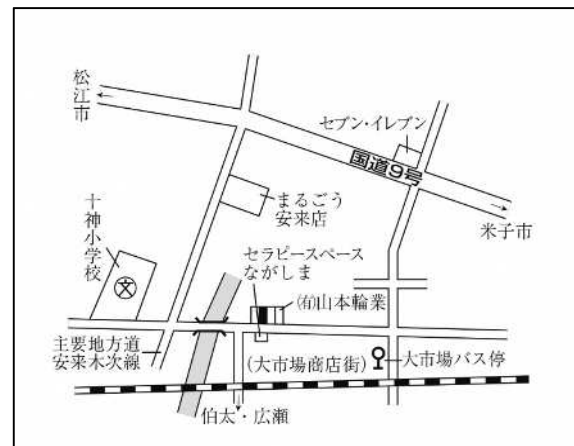 松江市
セブン・イレブン
国道9号
米子市
まるごう
安来店
十神小学校
文
セラピースペース
ながしま
㈲山本輪業
主要地方道
安来木次線
(大市場商店街)
大市場バス停
伯太・広瀬